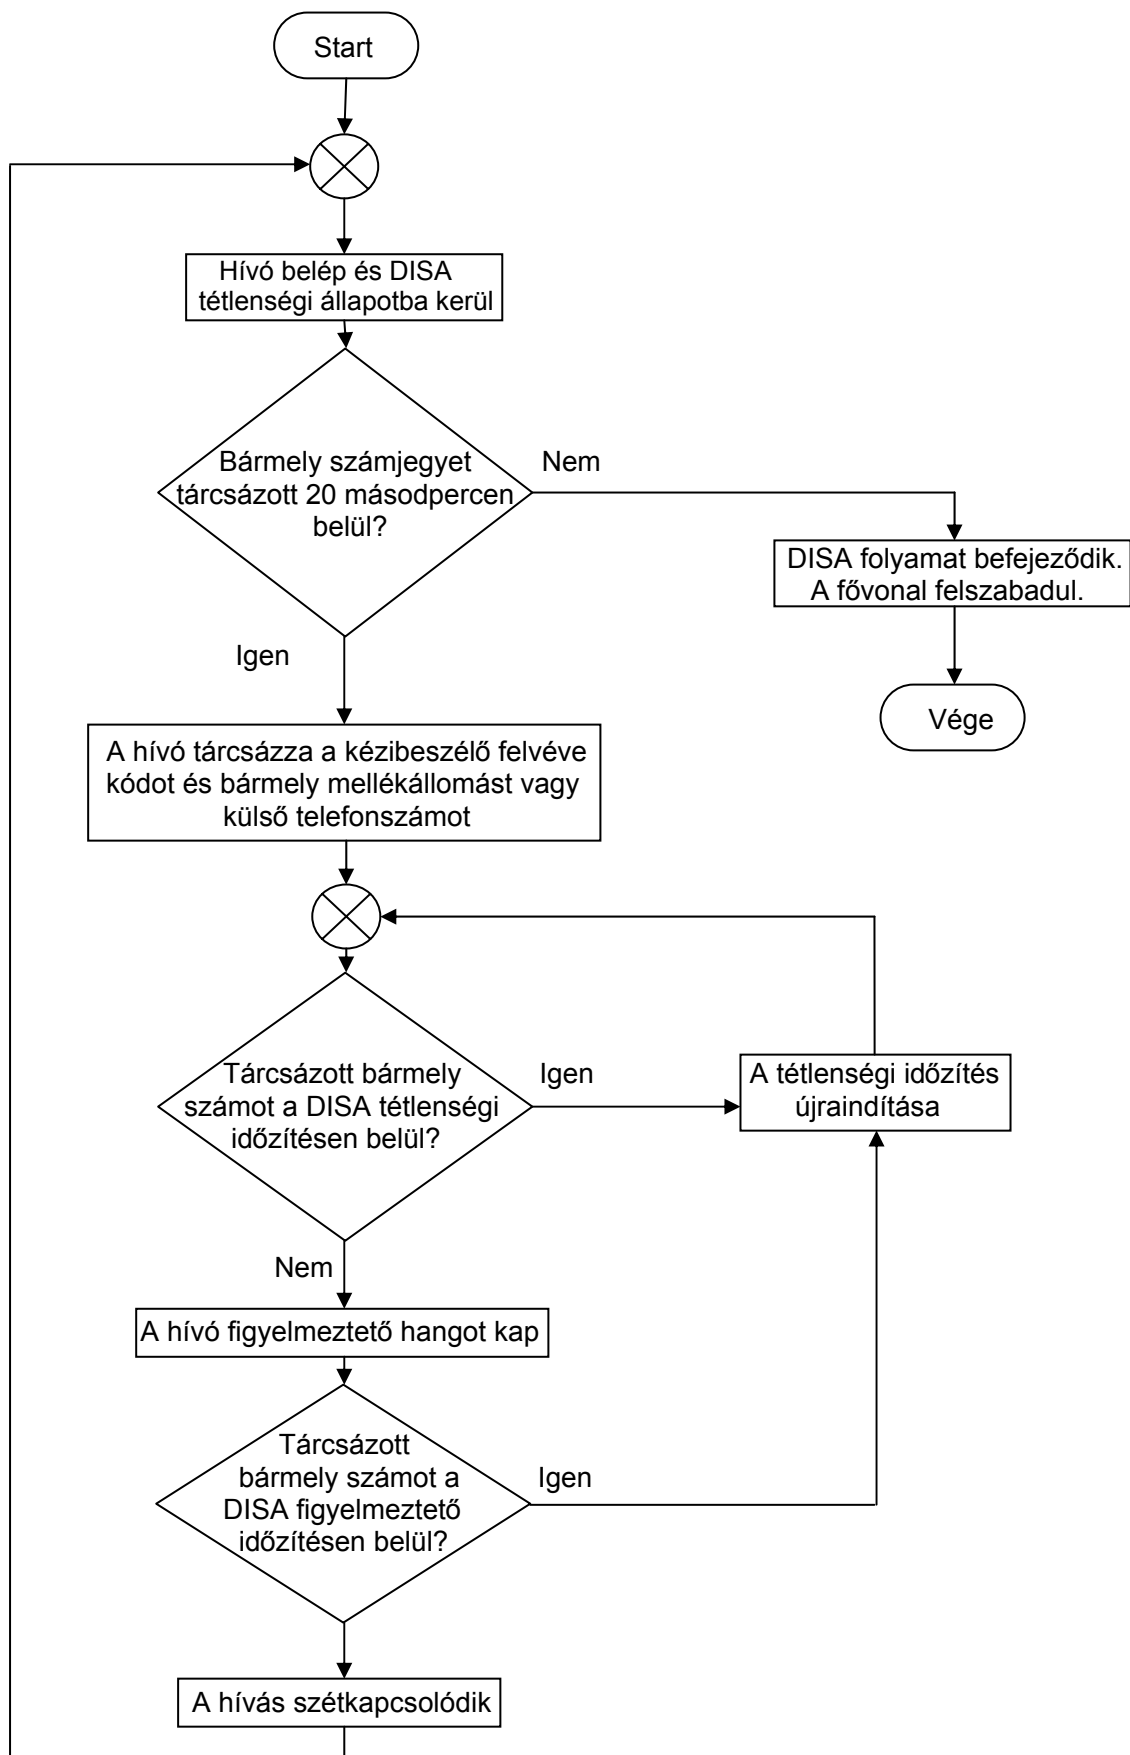 Start
Hívó belép és DISA
tétlenségi állapotba kerül
Bármely számjegyet
tárcsázott 20 másodpercen
belül?
Nem
DISA folyamat befejeződik.
A fővonal felszabadul.
Vége
Igen
A hívó tárcsázza a kézibeszélő felvéve
kódot és bármely mellékállomást vagy
külső telefonszámot
Tárcsázott bármely
számot a DISA tétlenségi
időzítésen belül?
Igen
A tétlenségi időzítés
újraindítása
Nem
A hívó figyelmeztető hangot kap
Tárcsázott
bármely számot a
DISA figyelmeztető
időzítésen belül?
Igen
A hívás szétkapcsolódik